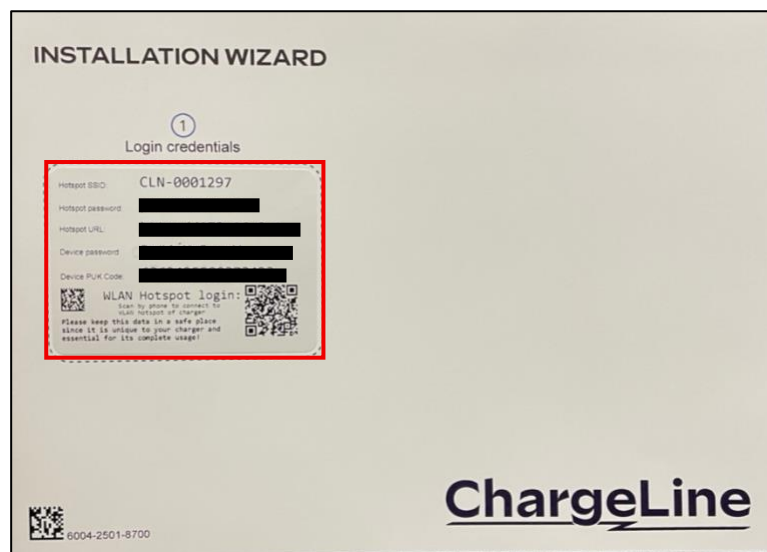 INSTALLATION WIZARD
1
Login credentials
Hotspot SSID: CLN-0001297
Hotspot password:
Hotspot URL:
Device password:
Device PUK Code:
WLAN Hotspot login:
Scan by phone to connect to
WLAN hotspot of charger
Please keep this data in a safe place
since it is unique to your charger and
essential for its complete usage!
ChargeLine
6004-2501-8700